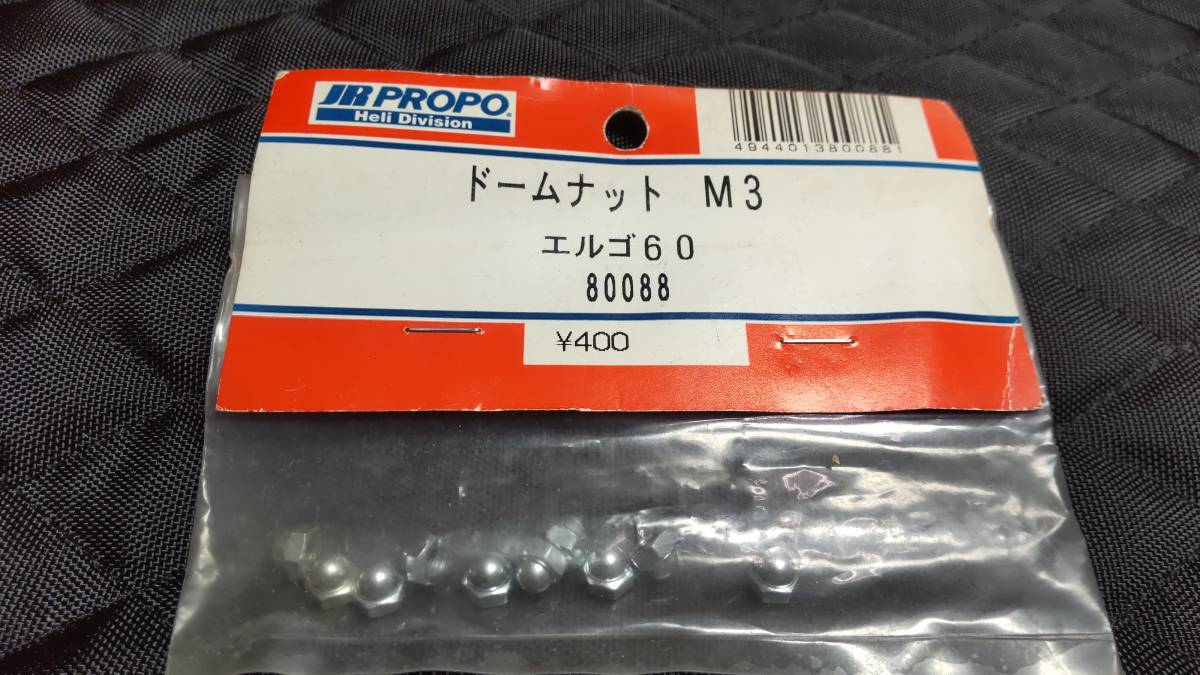 JR PROPO
Heli Division
4944013800881
ドームナット M3
エルゴ60
80088
¥400